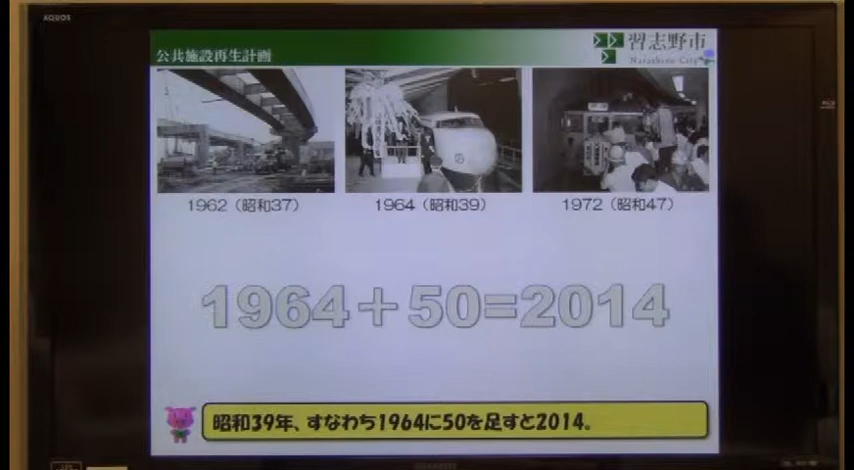 AQUOS
公共施設再生計画
習志野市
Narashino City
1962（昭和37）
1964（昭和39）
1972（昭和47）
1964＋50=2014
昭和39年、すなわち1964に50を足すと2014。